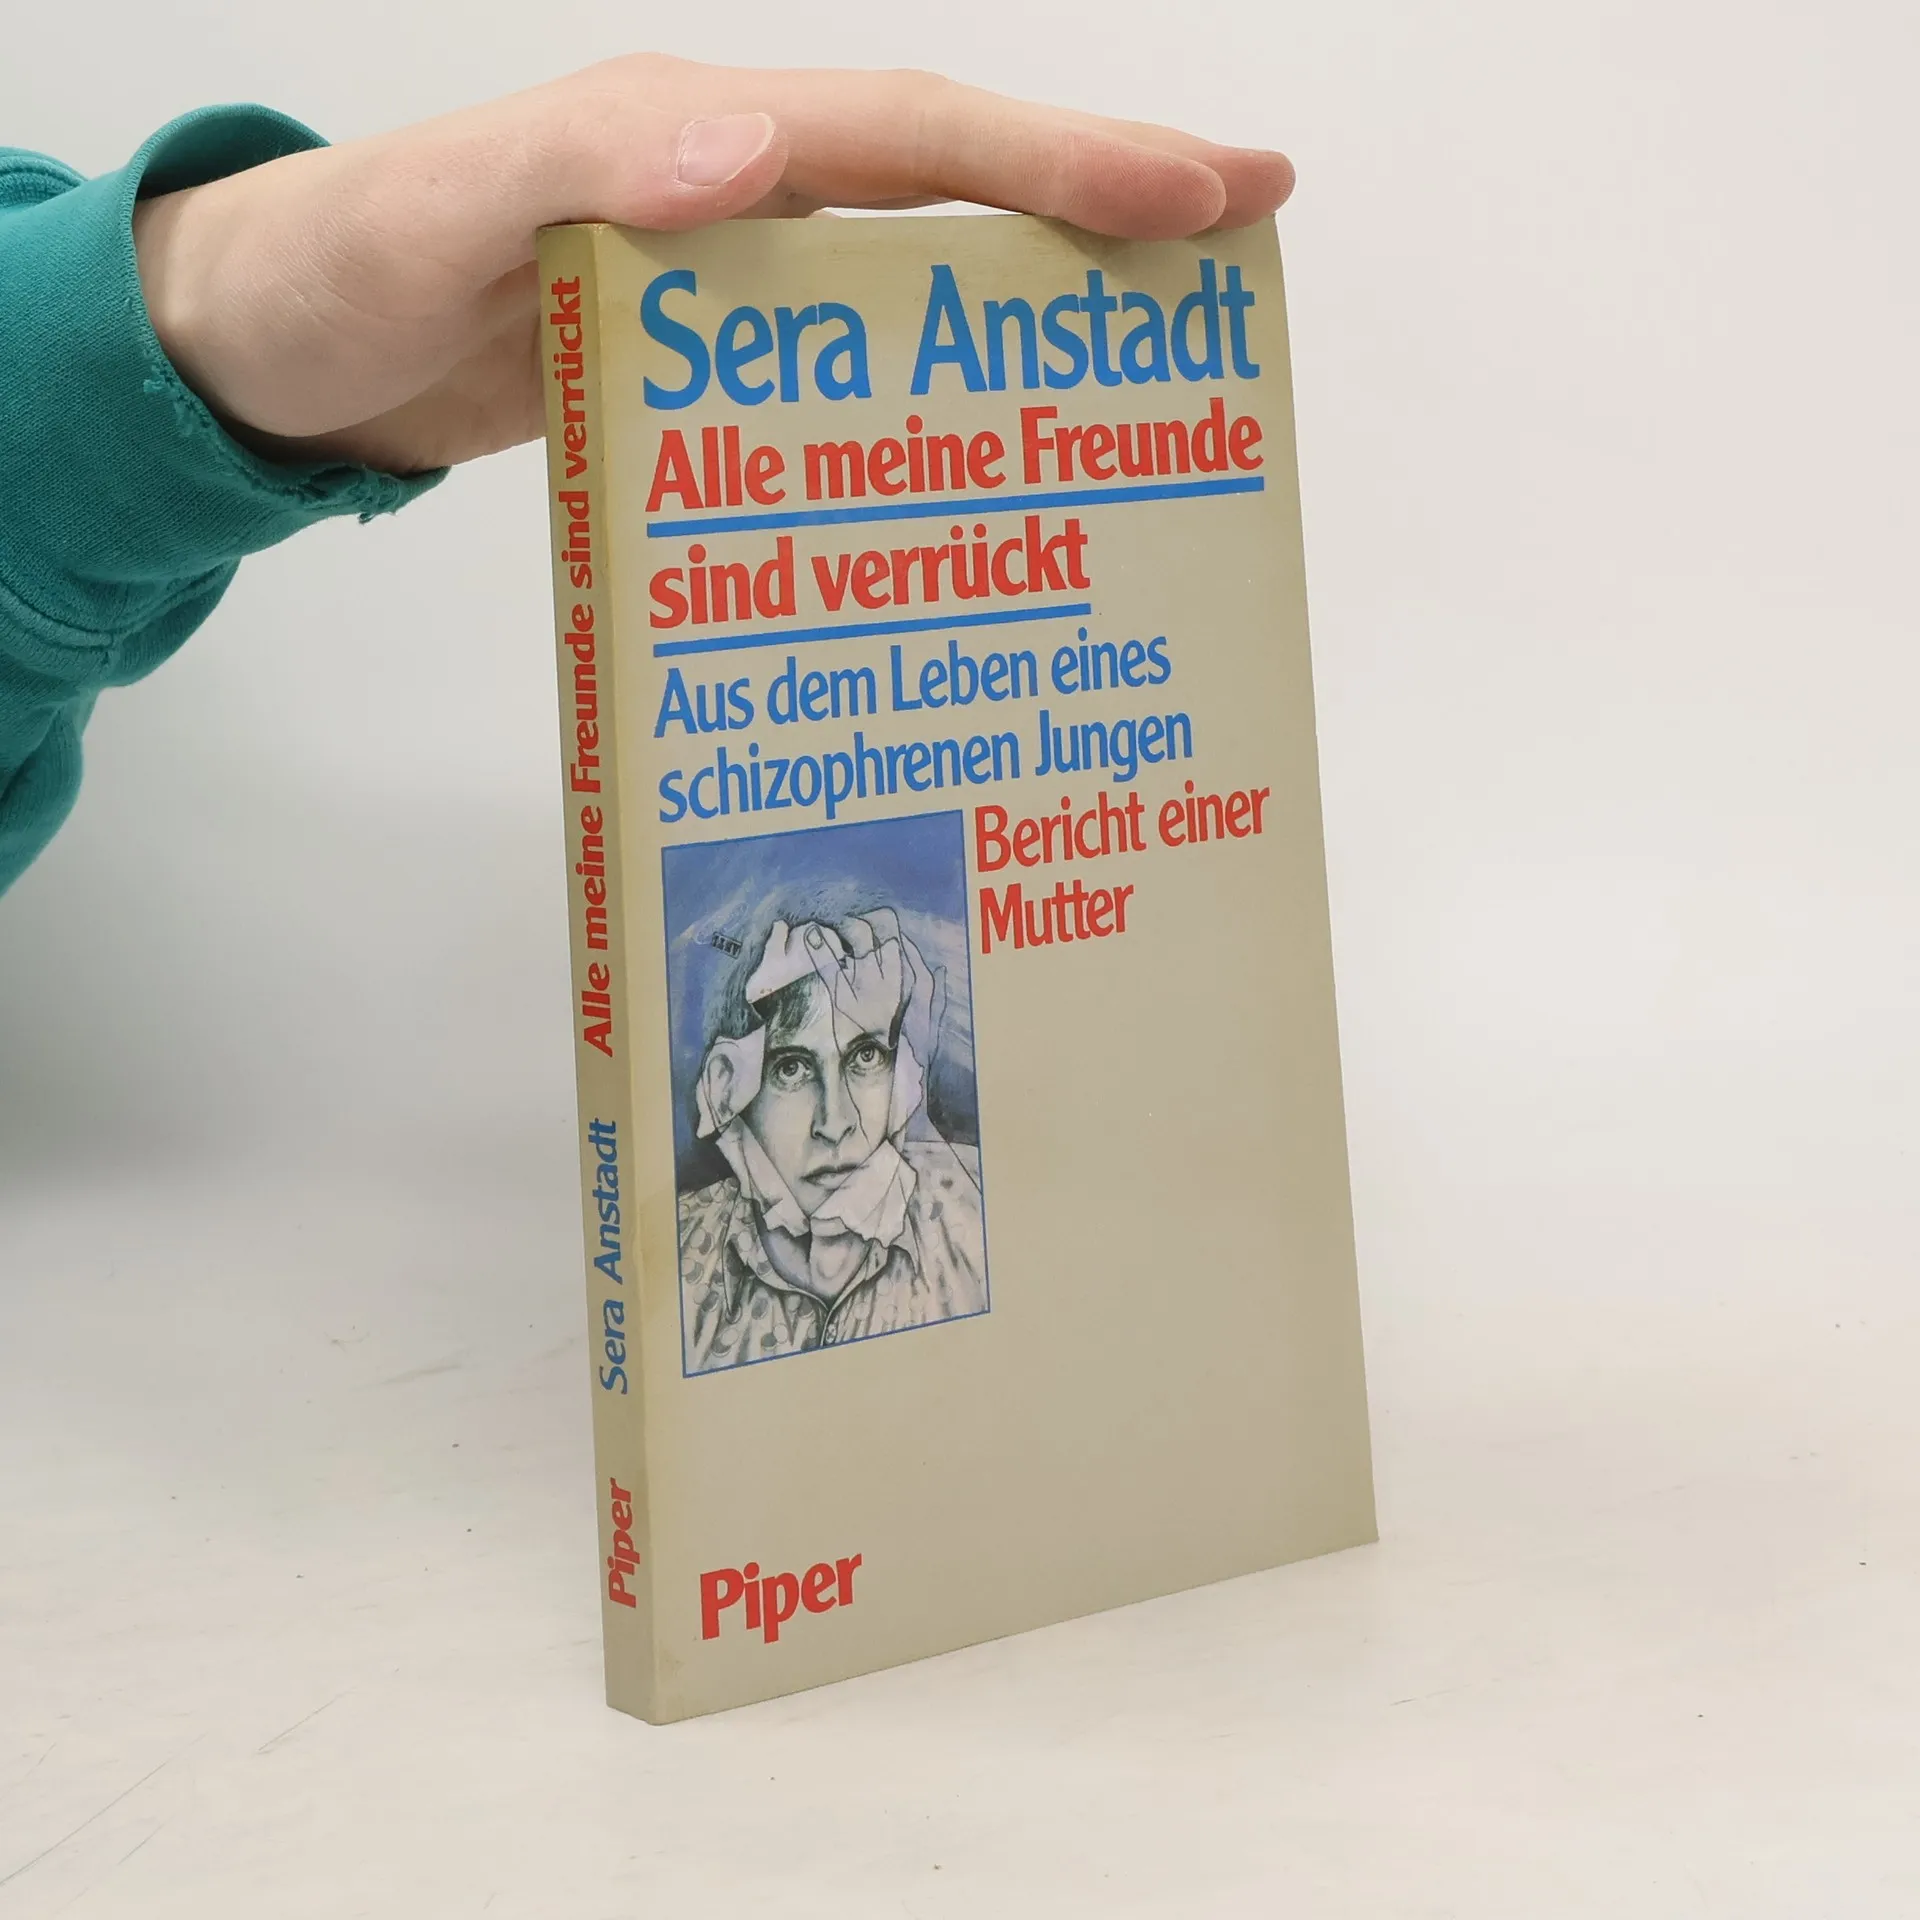 Sera Anstadt
Alle meine Freunde
sind verrückt
Aus dem Leben eines
schizophrenen Jungen
Bericht einer
Mutter
Piper
Piper Sera Anstadt Alle meine Freunde sind verrückt